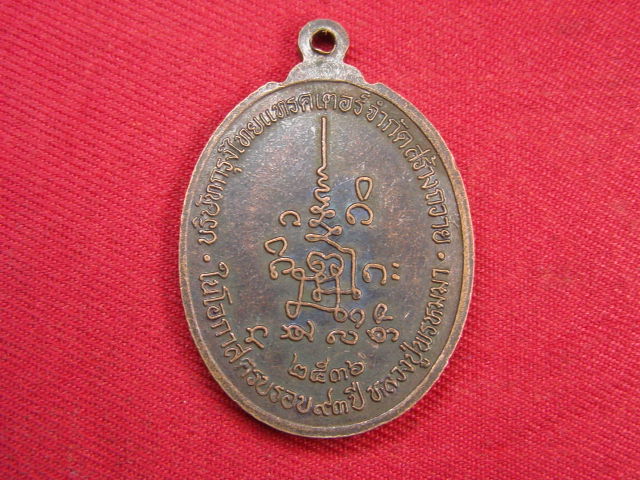 บริษัทกรุงไทยแทรคเตอร์จำกัดสร้างถวาย
ในโอกาสครบรอบ๙๓ปี หลวงปู่พรหมมา
๒๕๓๖